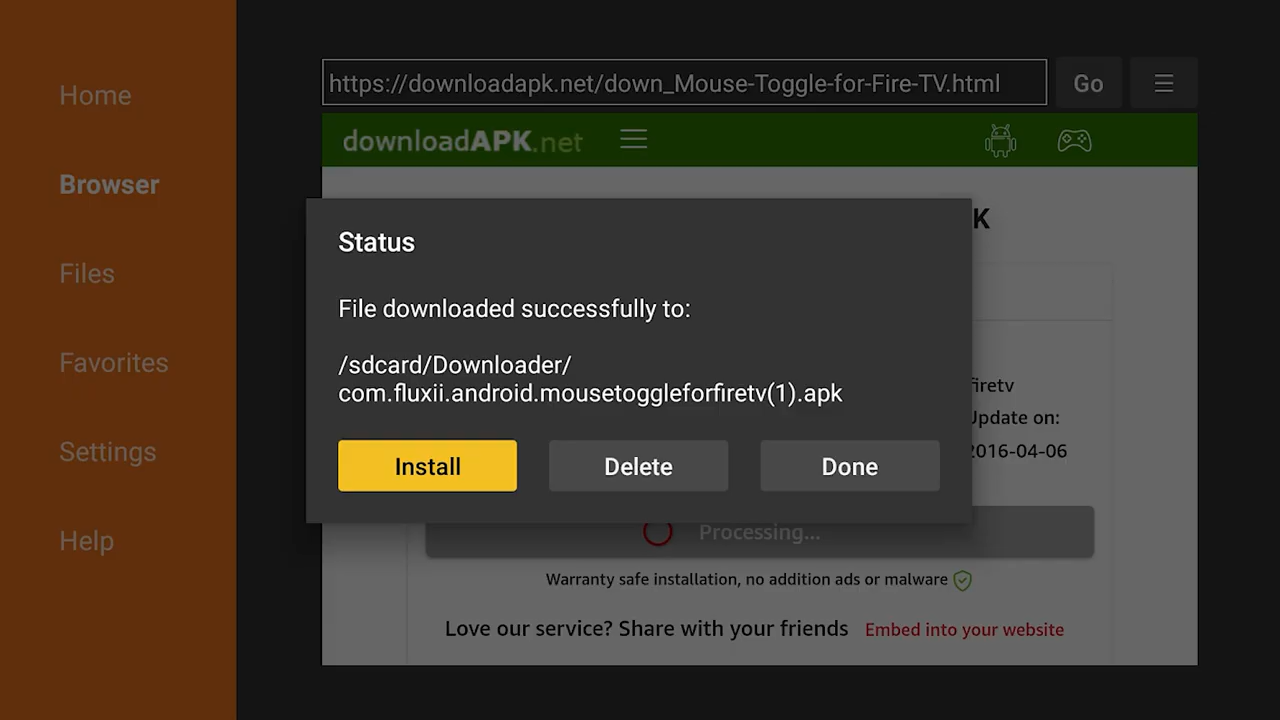 Home
Browser
Files
Favorites
Settings
Help
https://downloadapk.net/down_Mouse-Toggle-for-Fire-TV.html
Go
downloadAPK.net
K
Status
File downloaded successfully to:
/sdcard/Downloader/
com.fluxii.android.mousetoggleforfiretv(1).apk
Install
Delete
Done
firetv
Update on:
2016-04-06
Processing...
Warranty safe installation, no addition ads or malware
Love our service? Share with your friends
Embed into your website